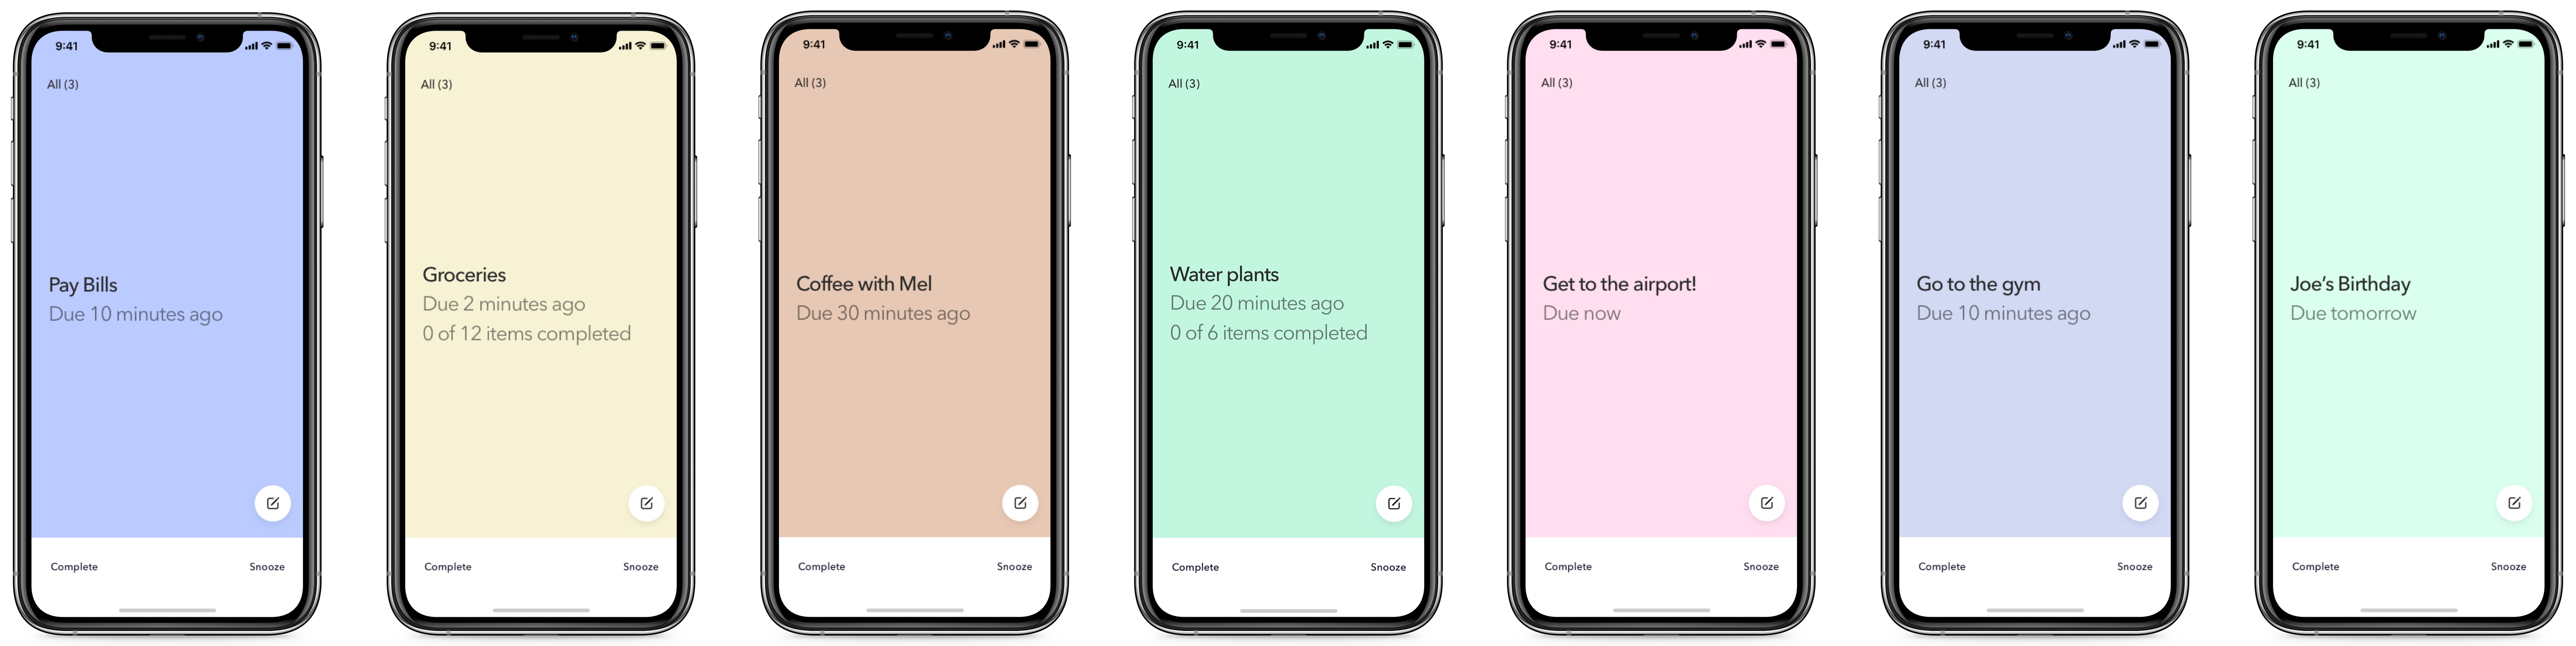 9:41
All (3)
Pay Bills
Due 10 minutes ago
Complete
Snooze
9:41
All (3)
Groceries
Due 2 minutes ago
0 of 12 items completed
Complete
Snooze
9:41
All (3)
Coffee with Mel
Due 30 minutes ago
Complete
Snooze
9:41
All (3)
Water plants
Due 20 minutes ago
0 of 6 items completed
Complete
Snooze
9:41
All (3)
Get to the airport!
Due now
Complete
Snooze
9:41
All (3)
Go to the gym
Due 10 minutes ago
Complete
Snooze
9:41
All (3)
Joe’s Birthday
Due tomorrow
Complete
Snooze